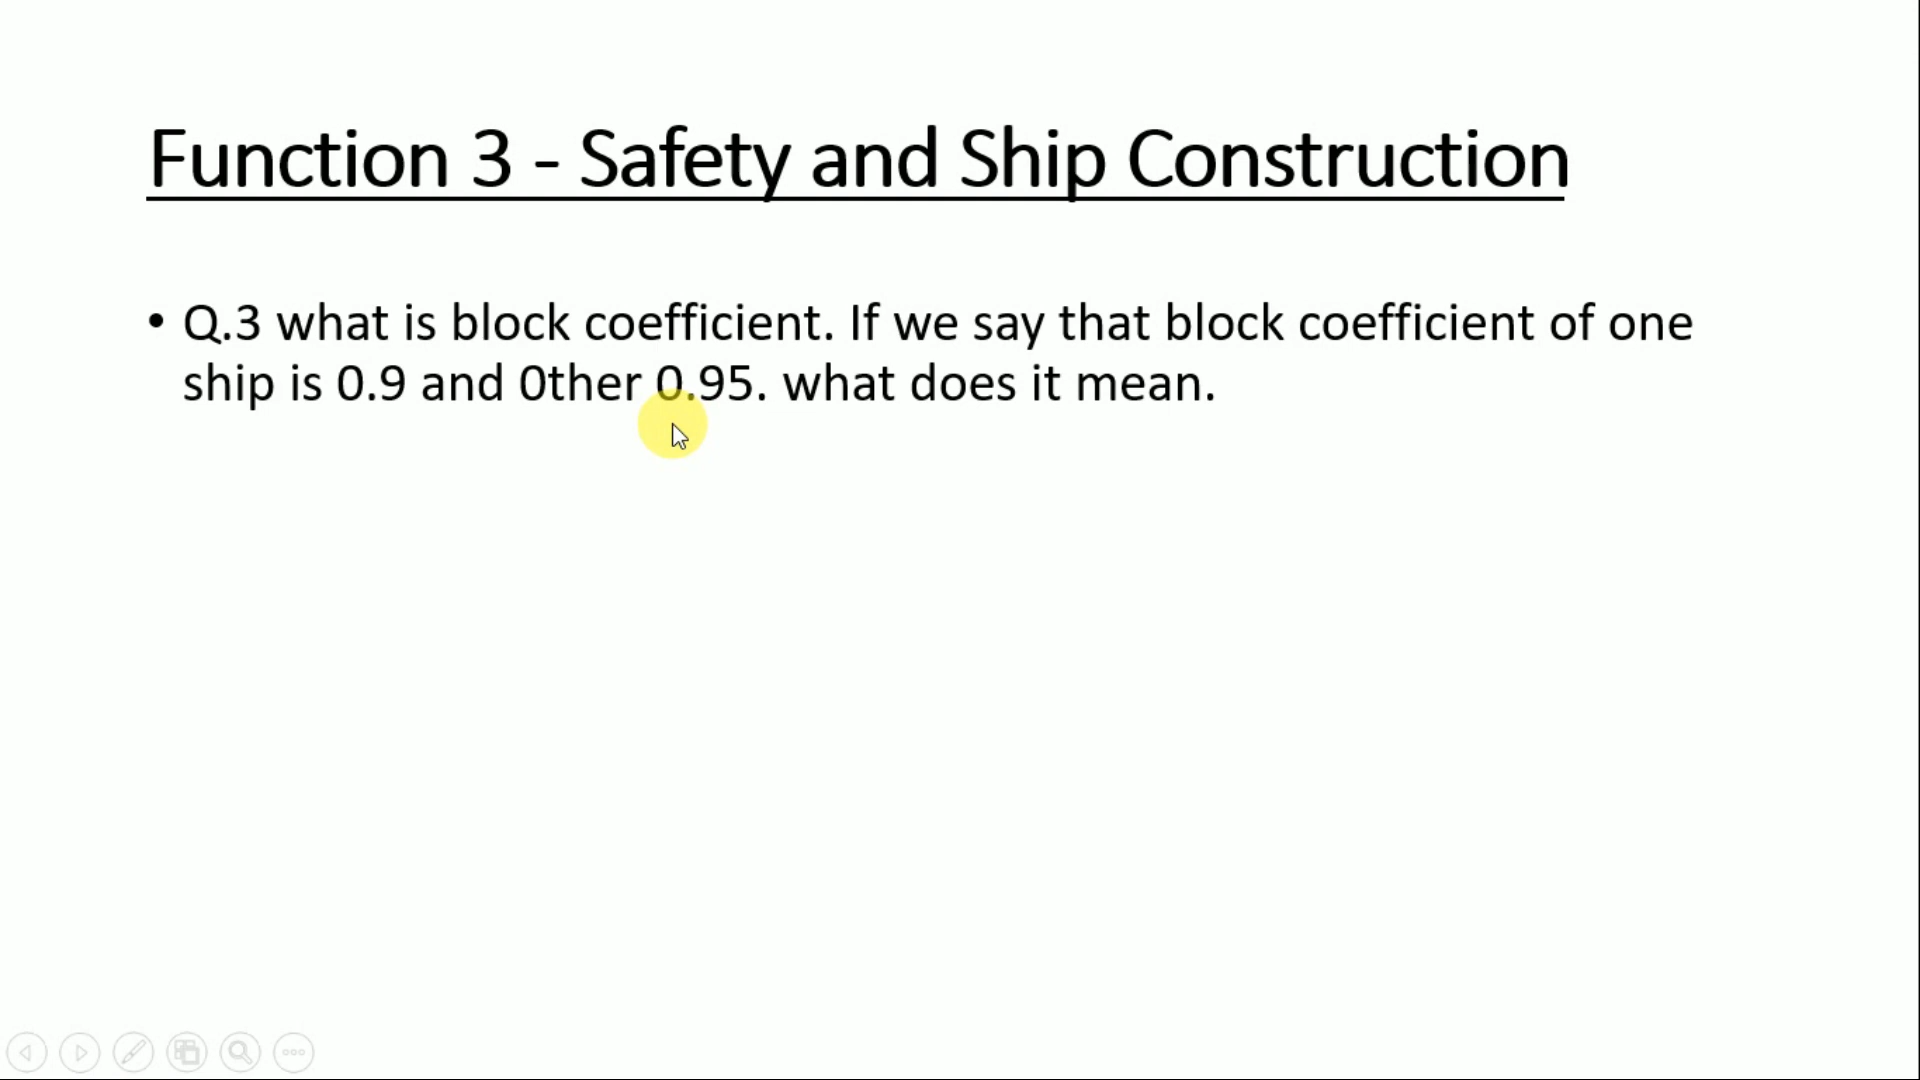 Function 3 - Safety and Ship Construction
• Q.3 what is block coefficient. If we say that block coefficient of one
ship is 0.9 and 0ther 0.95. what does it mean.